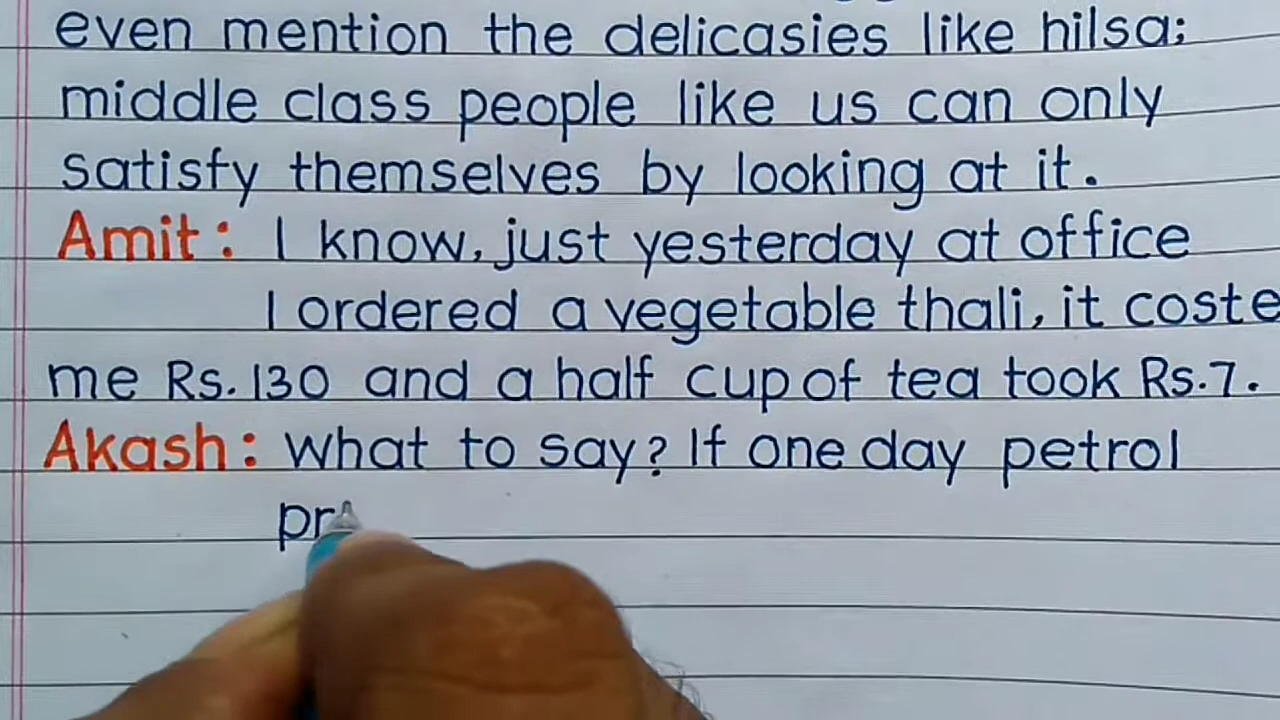 even mention the delicasies like hilsa;
middle class people like us can only
satisfy themselves by looking at it.
Amit: I know, just yesterday at office
I ordered a vegetable thali, it coste
me Rs. 130 and a half cup of tea took Rs.7.
Akash: What to say? If one day petrol
pr